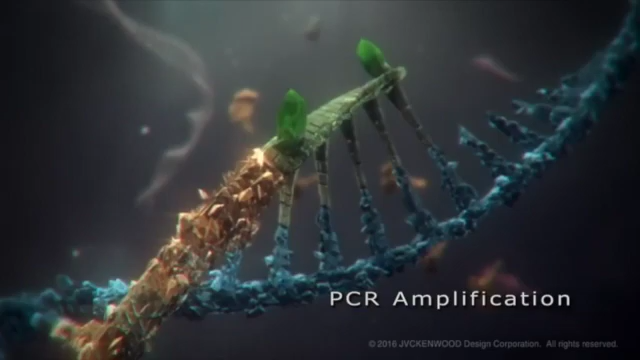 PCR Amplification
© 2016 JVCKENWOOD Design Corporation. All rights reserved.